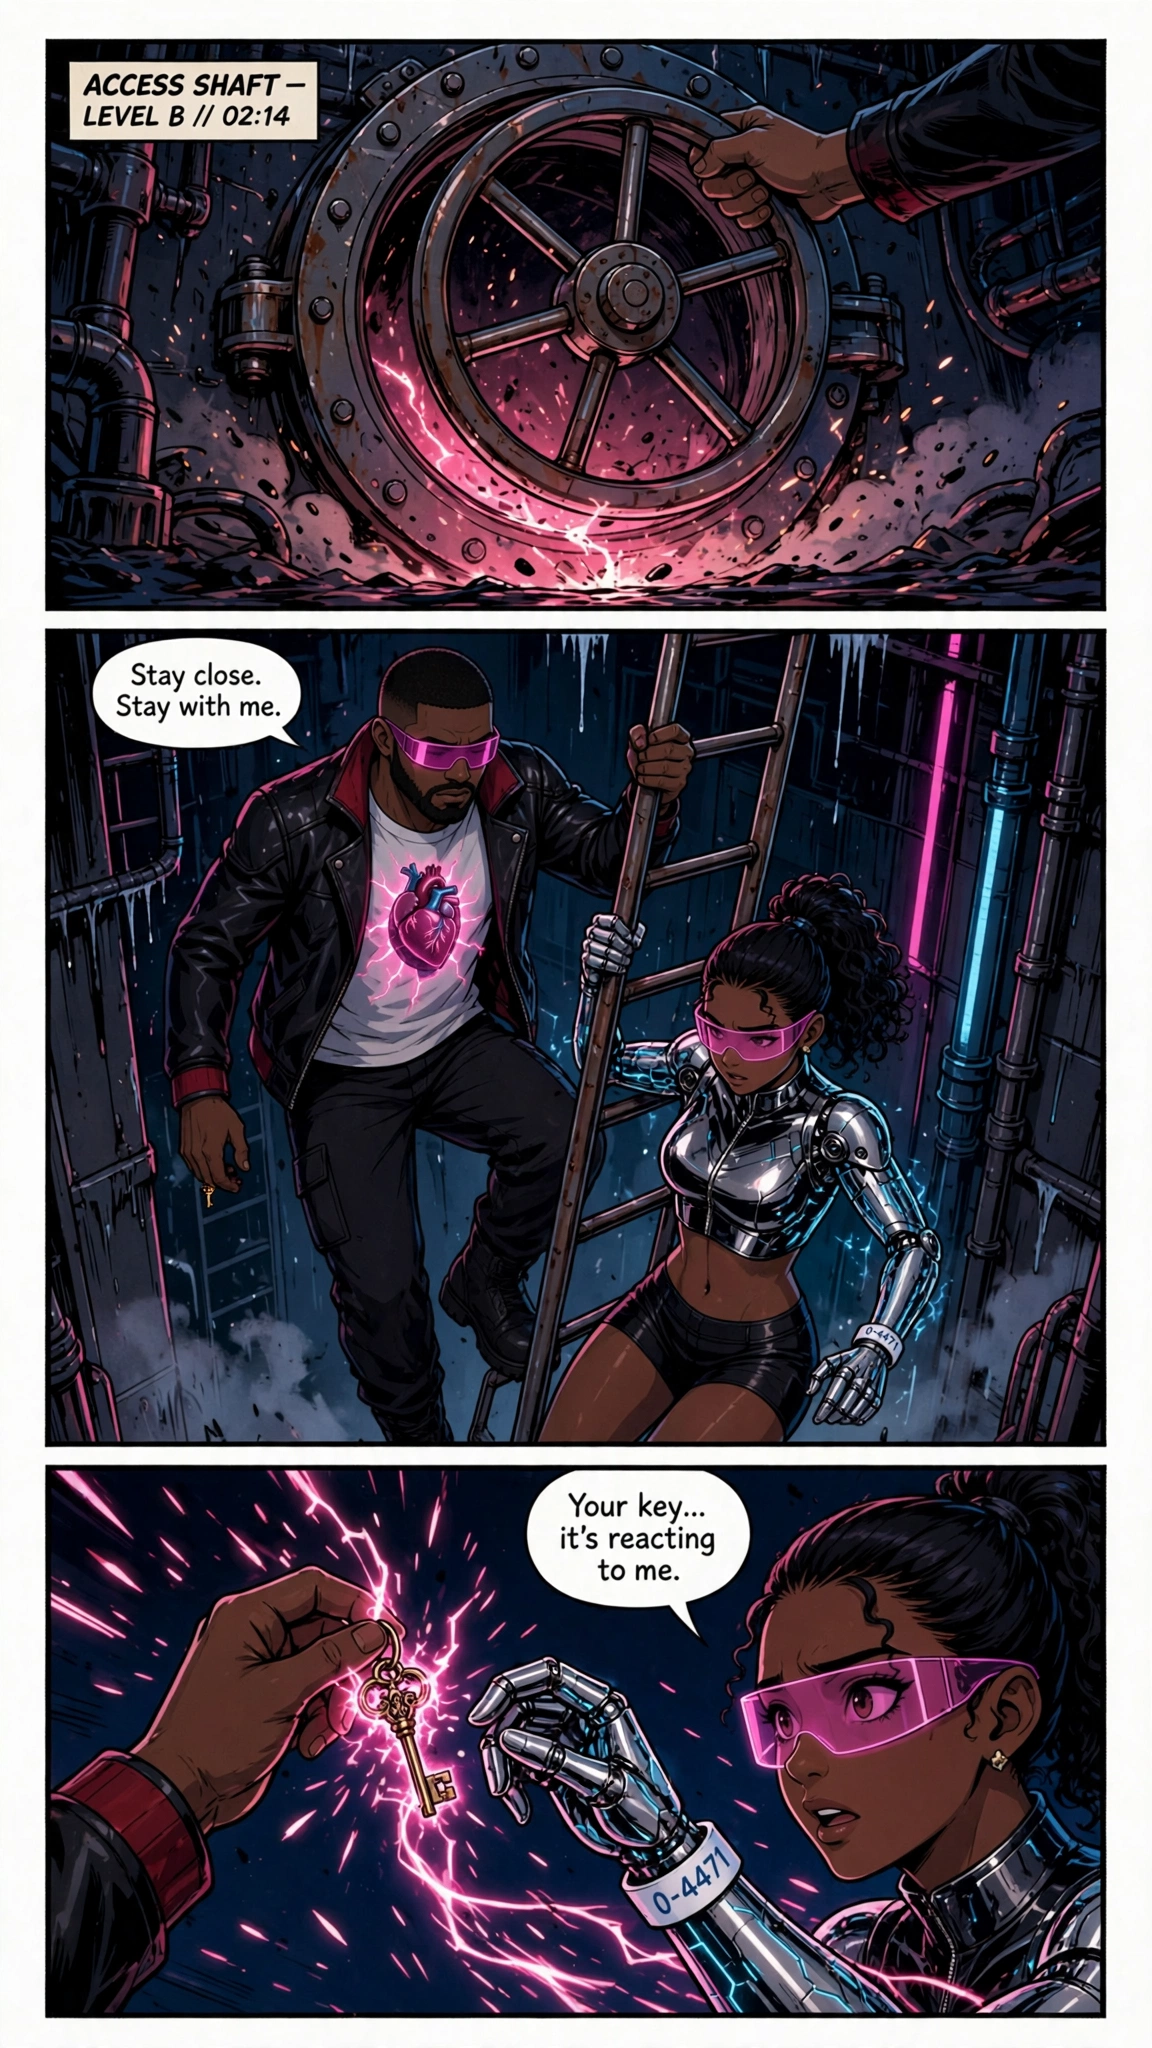 ACCESS SHAFT —
LEVEL B // 02:14
Stay close.
Stay with me.
0-4471
Your key...
it's reacting
to me.
0-4471